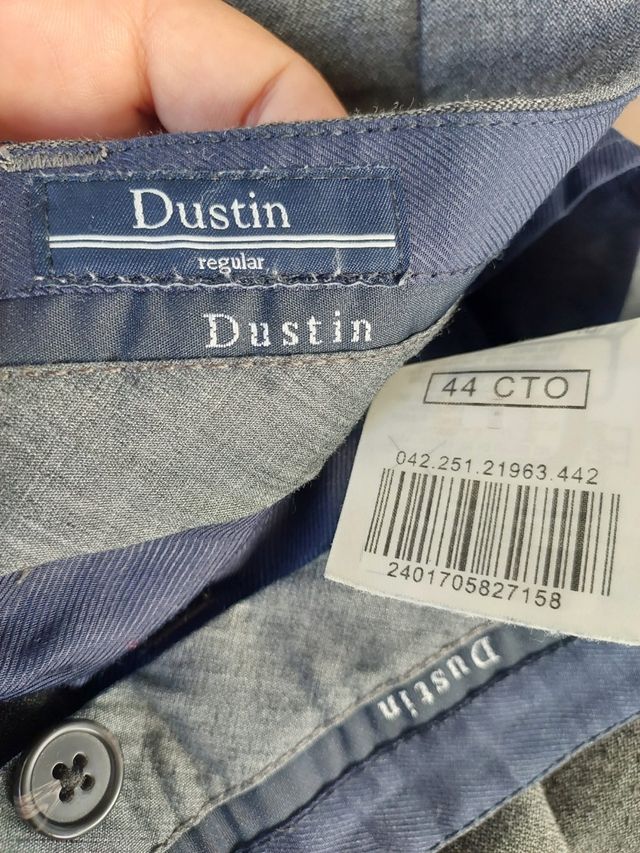 Dustin
regular
Dustin
44 CTO
042.251.21963.442
2401705827158
Dustin